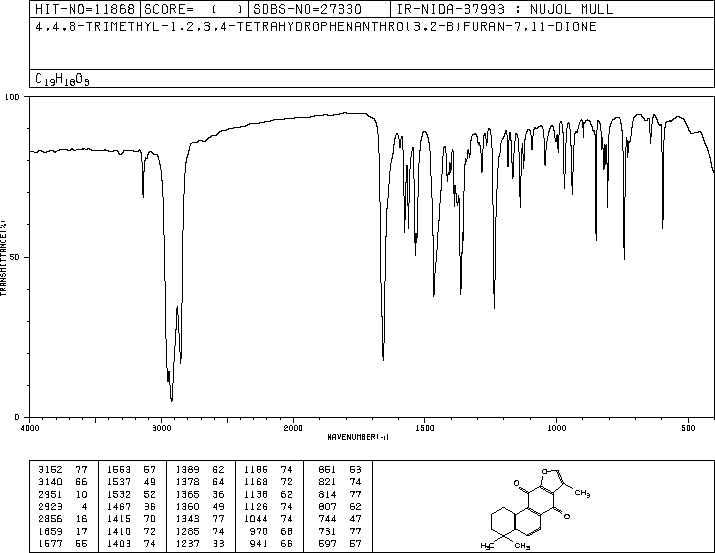 HIT-NO=11868 SCORE= ( ) SDBS-NO=27330 IR-NIDA-37993 : NUJOL MULL
4,4,8-TRIMETHYL-1,2,3,4-TETRAHYDROPHENANTHRO(3,2-B)FURAN-7,11-DIONE
C19H18O3
100
50
0
TRANSMITTANCE(%)
4000 3000 2000 1500 1000 500
WAVENUMBER(-1)
3152 77 1563 57 1389 62 1186 74 851 53
3140 66 1537 49 1378 64 1168 72 821 74
2951 10 1532 52 1365 36 1138 62 814 77
2923 4 1467 36 1360 49 1126 74 807 62
2856 16 1415 70 1343 77 1044 74 744 47
1659 17 1410 72 1285 74 970 68 731 77
1577 55 1403 74 1237 33 941 66 597 57
O
O
CH3
O
H3C CH3